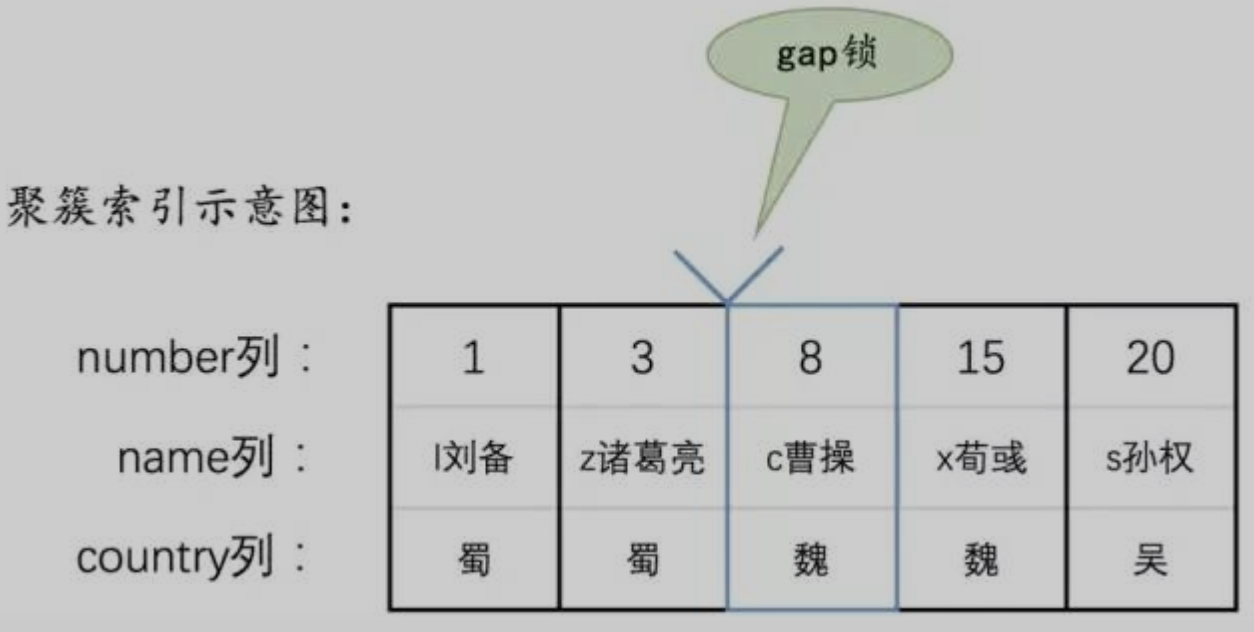 gap锁
聚簇索引示意图：
number列： 1 3 8 15 20
name列： l刘备 z诸葛亮 c曹操 x荀彧 s孙权
country列： 蜀 蜀 魏 魏 吴